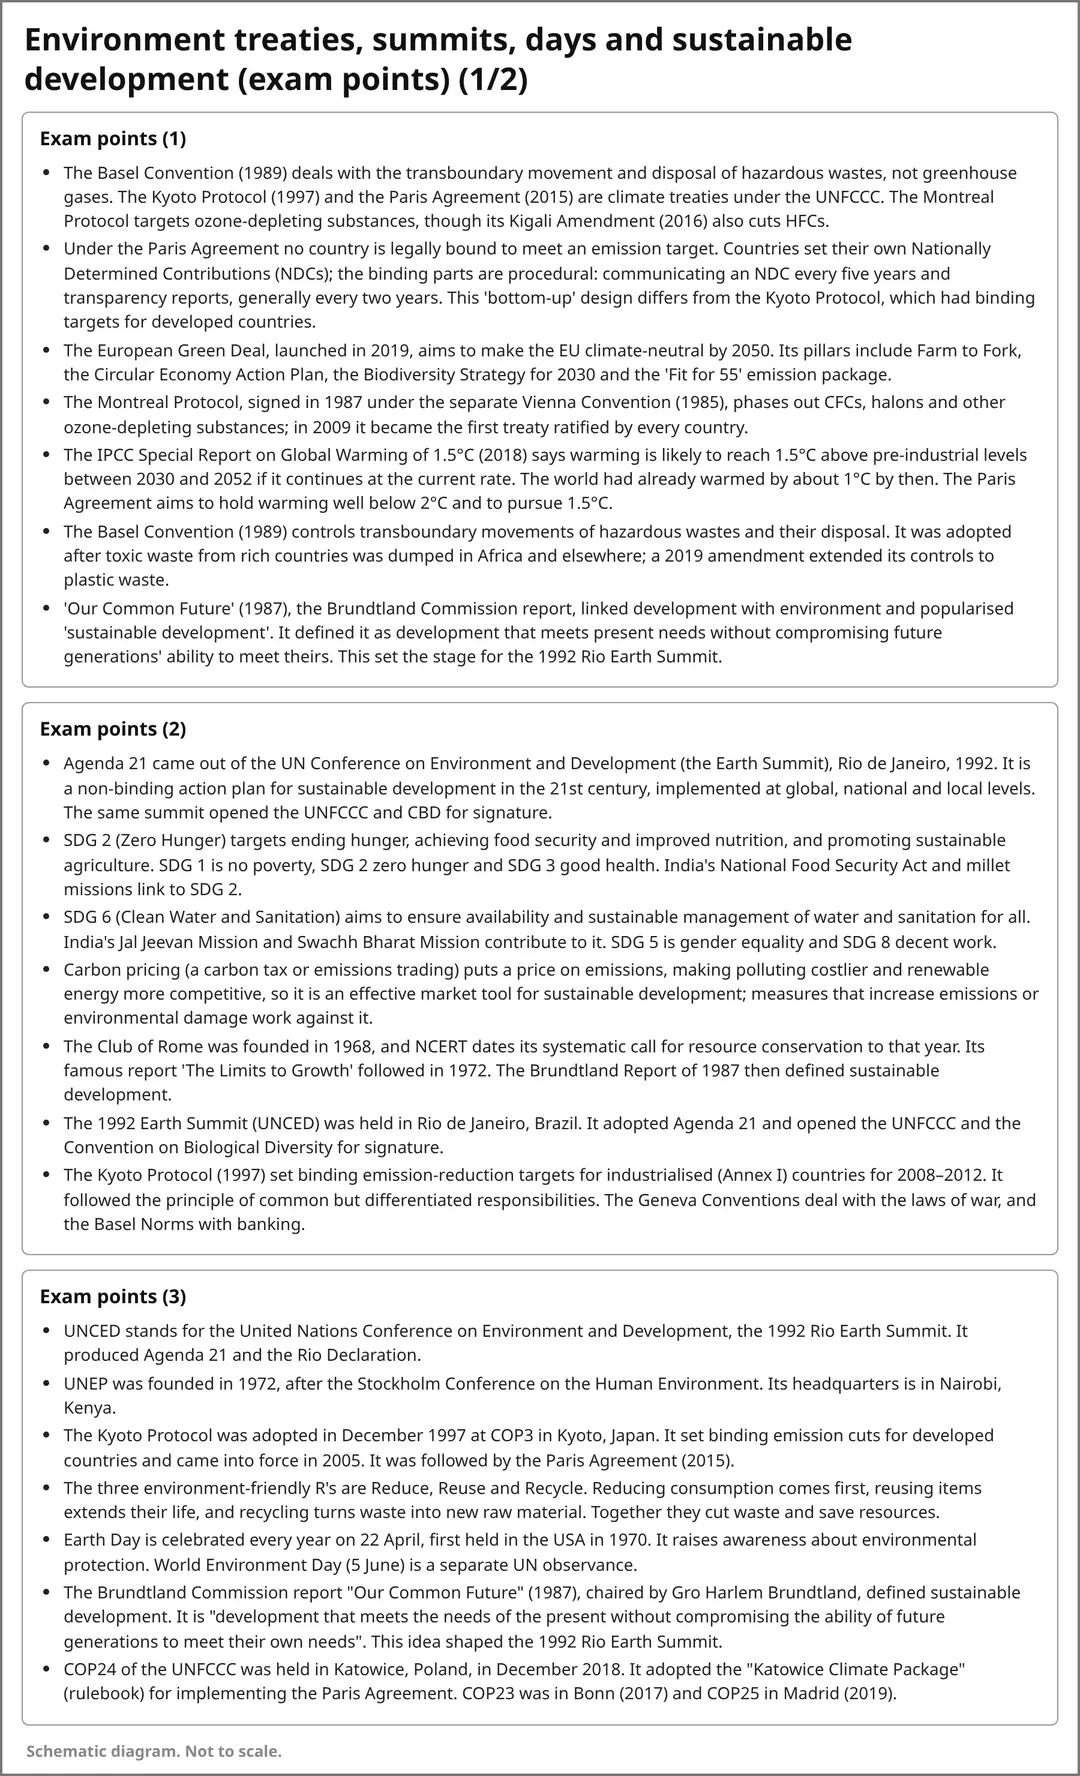 Environment treaties, summits, days and sustainable
development (exam points) (1/2)
Exam points (1)
• The Basel Convention (1989) deals with the transboundary movement and disposal of hazardous wastes, not greenhouse
gases. The Kyoto Protocol (1997) and the Paris Agreement (2015) are climate treaties under the UNFCCC. The Montreal
Protocol targets ozone-depleting substances, though its Kigali Amendment (2016) also cuts HFCs.
• Under the Paris Agreement no country is legally bound to meet an emission target. Countries set their own Nationally
Determined Contributions (NDCs); the binding parts are procedural: communicating an NDC every five years and
transparency reports, generally every two years. This 'bottom-up' design differs from the Kyoto Protocol, which had binding
targets for developed countries.
• The European Green Deal, launched in 2019, aims to make the EU climate-neutral by 2050. Its pillars include Farm to Fork,
the Circular Economy Action Plan, the Biodiversity Strategy for 2030 and the 'Fit for 55' emission package.
• The Montreal Protocol, signed in 1987 under the separate Vienna Convention (1985), phases out CFCs, halons and other
ozone-depleting substances; in 2009 it became the first treaty ratified by every country.
• The IPCC Special Report on Global Warming of 1.5°C (2018) says warming is likely to reach 1.5°C above pre-industrial levels
between 2030 and 2052 if it continues at the current rate. The world had already warmed by about 1°C by then. The Paris
Agreement aims to hold warming well below 2°C and to pursue 1.5°C.
• The Basel Convention (1989) controls transboundary movements of hazardous wastes and their disposal. It was adopted
after toxic waste from rich countries was dumped in Africa and elsewhere; a 2019 amendment extended its controls to
plastic waste.
• 'Our Common Future' (1987), the Brundtland Commission report, linked development with environment and popularised
'sustainable development'. It defined it as development that meets present needs without compromising future
generations' ability to meet theirs. This set the stage for the 1992 Rio Earth Summit.
Exam points (2)
• Agenda 21 came out of the UN Conference on Environment and Development (the Earth Summit), Rio de Janeiro, 1992. It is
a non-binding action plan for sustainable development in the 21st century, implemented at global, national and local levels.
The same summit opened the UNFCCC and CBD for signature.
• SDG 2 (Zero Hunger) targets ending hunger, achieving food security and improved nutrition, and promoting sustainable
agriculture. SDG 1 is no poverty, SDG 2 zero hunger and SDG 3 good health. India's National Food Security Act and millet
missions link to SDG 2.
• SDG 6 (Clean Water and Sanitation) aims to ensure availability and sustainable management of water and sanitation for all.
India's Jal Jeevan Mission and Swachh Bharat Mission contribute to it. SDG 5 is gender equality and SDG 8 decent work.
• Carbon pricing (a carbon tax or emissions trading) puts a price on emissions, making polluting costlier and renewable
energy more competitive, so it is an effective market tool for sustainable development; measures that increase emissions or
environmental damage work against it.
• The Club of Rome was founded in 1968, and NCERT dates its systematic call for resource conservation to that year. Its
famous report 'The Limits to Growth' followed in 1972. The Brundtland Report of 1987 then defined sustainable
development.
• The 1992 Earth Summit (UNCED) was held in Rio de Janeiro, Brazil. It adopted Agenda 21 and opened the UNFCCC and the
Convention on Biological Diversity for signature.
• The Kyoto Protocol (1997) set binding emission-reduction targets for industrialised (Annex I) countries for 2008–2012. It
followed the principle of common but differentiated responsibilities. The Geneva Conventions deal with the laws of war, and
the Basel Norms with banking.
Exam points (3)
• UNCED stands for the United Nations Conference on Environment and Development, the 1992 Rio Earth Summit. It
produced Agenda 21 and the Rio Declaration.
• UNEP was founded in 1972, after the Stockholm Conference on the Human Environment. Its headquarters is in Nairobi,
Kenya.
• The Kyoto Protocol was adopted in December 1997 at COP3 in Kyoto, Japan. It set binding emission cuts for developed
countries and came into force in 2005. It was followed by the Paris Agreement (2015).
• The three environment-friendly R's are Reduce, Reuse and Recycle. Reducing consumption comes first, reusing items
extends their life, and recycling turns waste into new raw material. Together they cut waste and save resources.
• Earth Day is celebrated every year on 22 April, first held in the USA in 1970. It raises awareness about environmental
protection. World Environment Day (5 June) is a separate UN observance.
• The Brundtland Commission report "Our Common Future" (1987), chaired by Gro Harlem Brundtland, defined sustainable
development. It is "development that meets the needs of the present without compromising the ability of future
generations to meet their own needs". This idea shaped the 1992 Rio Earth Summit.
• COP24 of the UNFCCC was held in Katowice, Poland, in December 2018. It adopted the "Katowice Climate Package"
(rulebook) for implementing the Paris Agreement. COP23 was in Bonn (2017) and COP25 in Madrid (2019).
Schematic diagram. Not to scale.